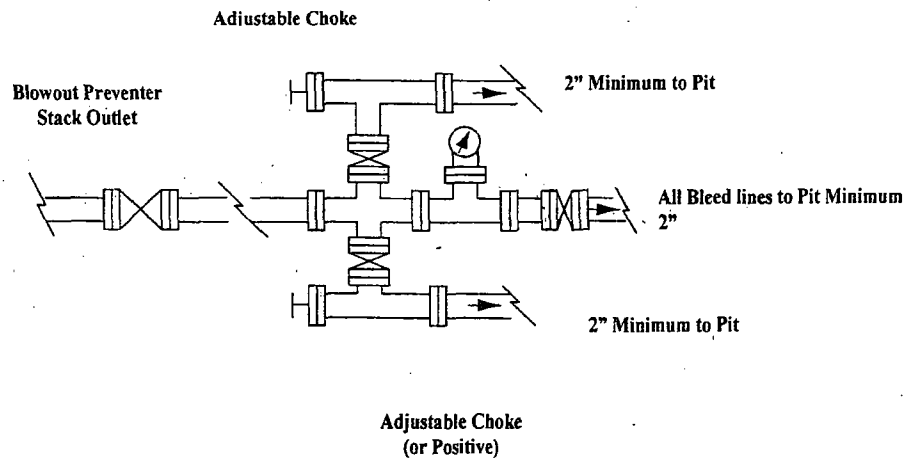 Adjustable Choke
Blowout Preventer
Stack Outlet
2” Minimum to Pit
All Bleed lines to Pit Minimum
2”
2” Minimum to Pit
Adjustable Choke
(or Positive)